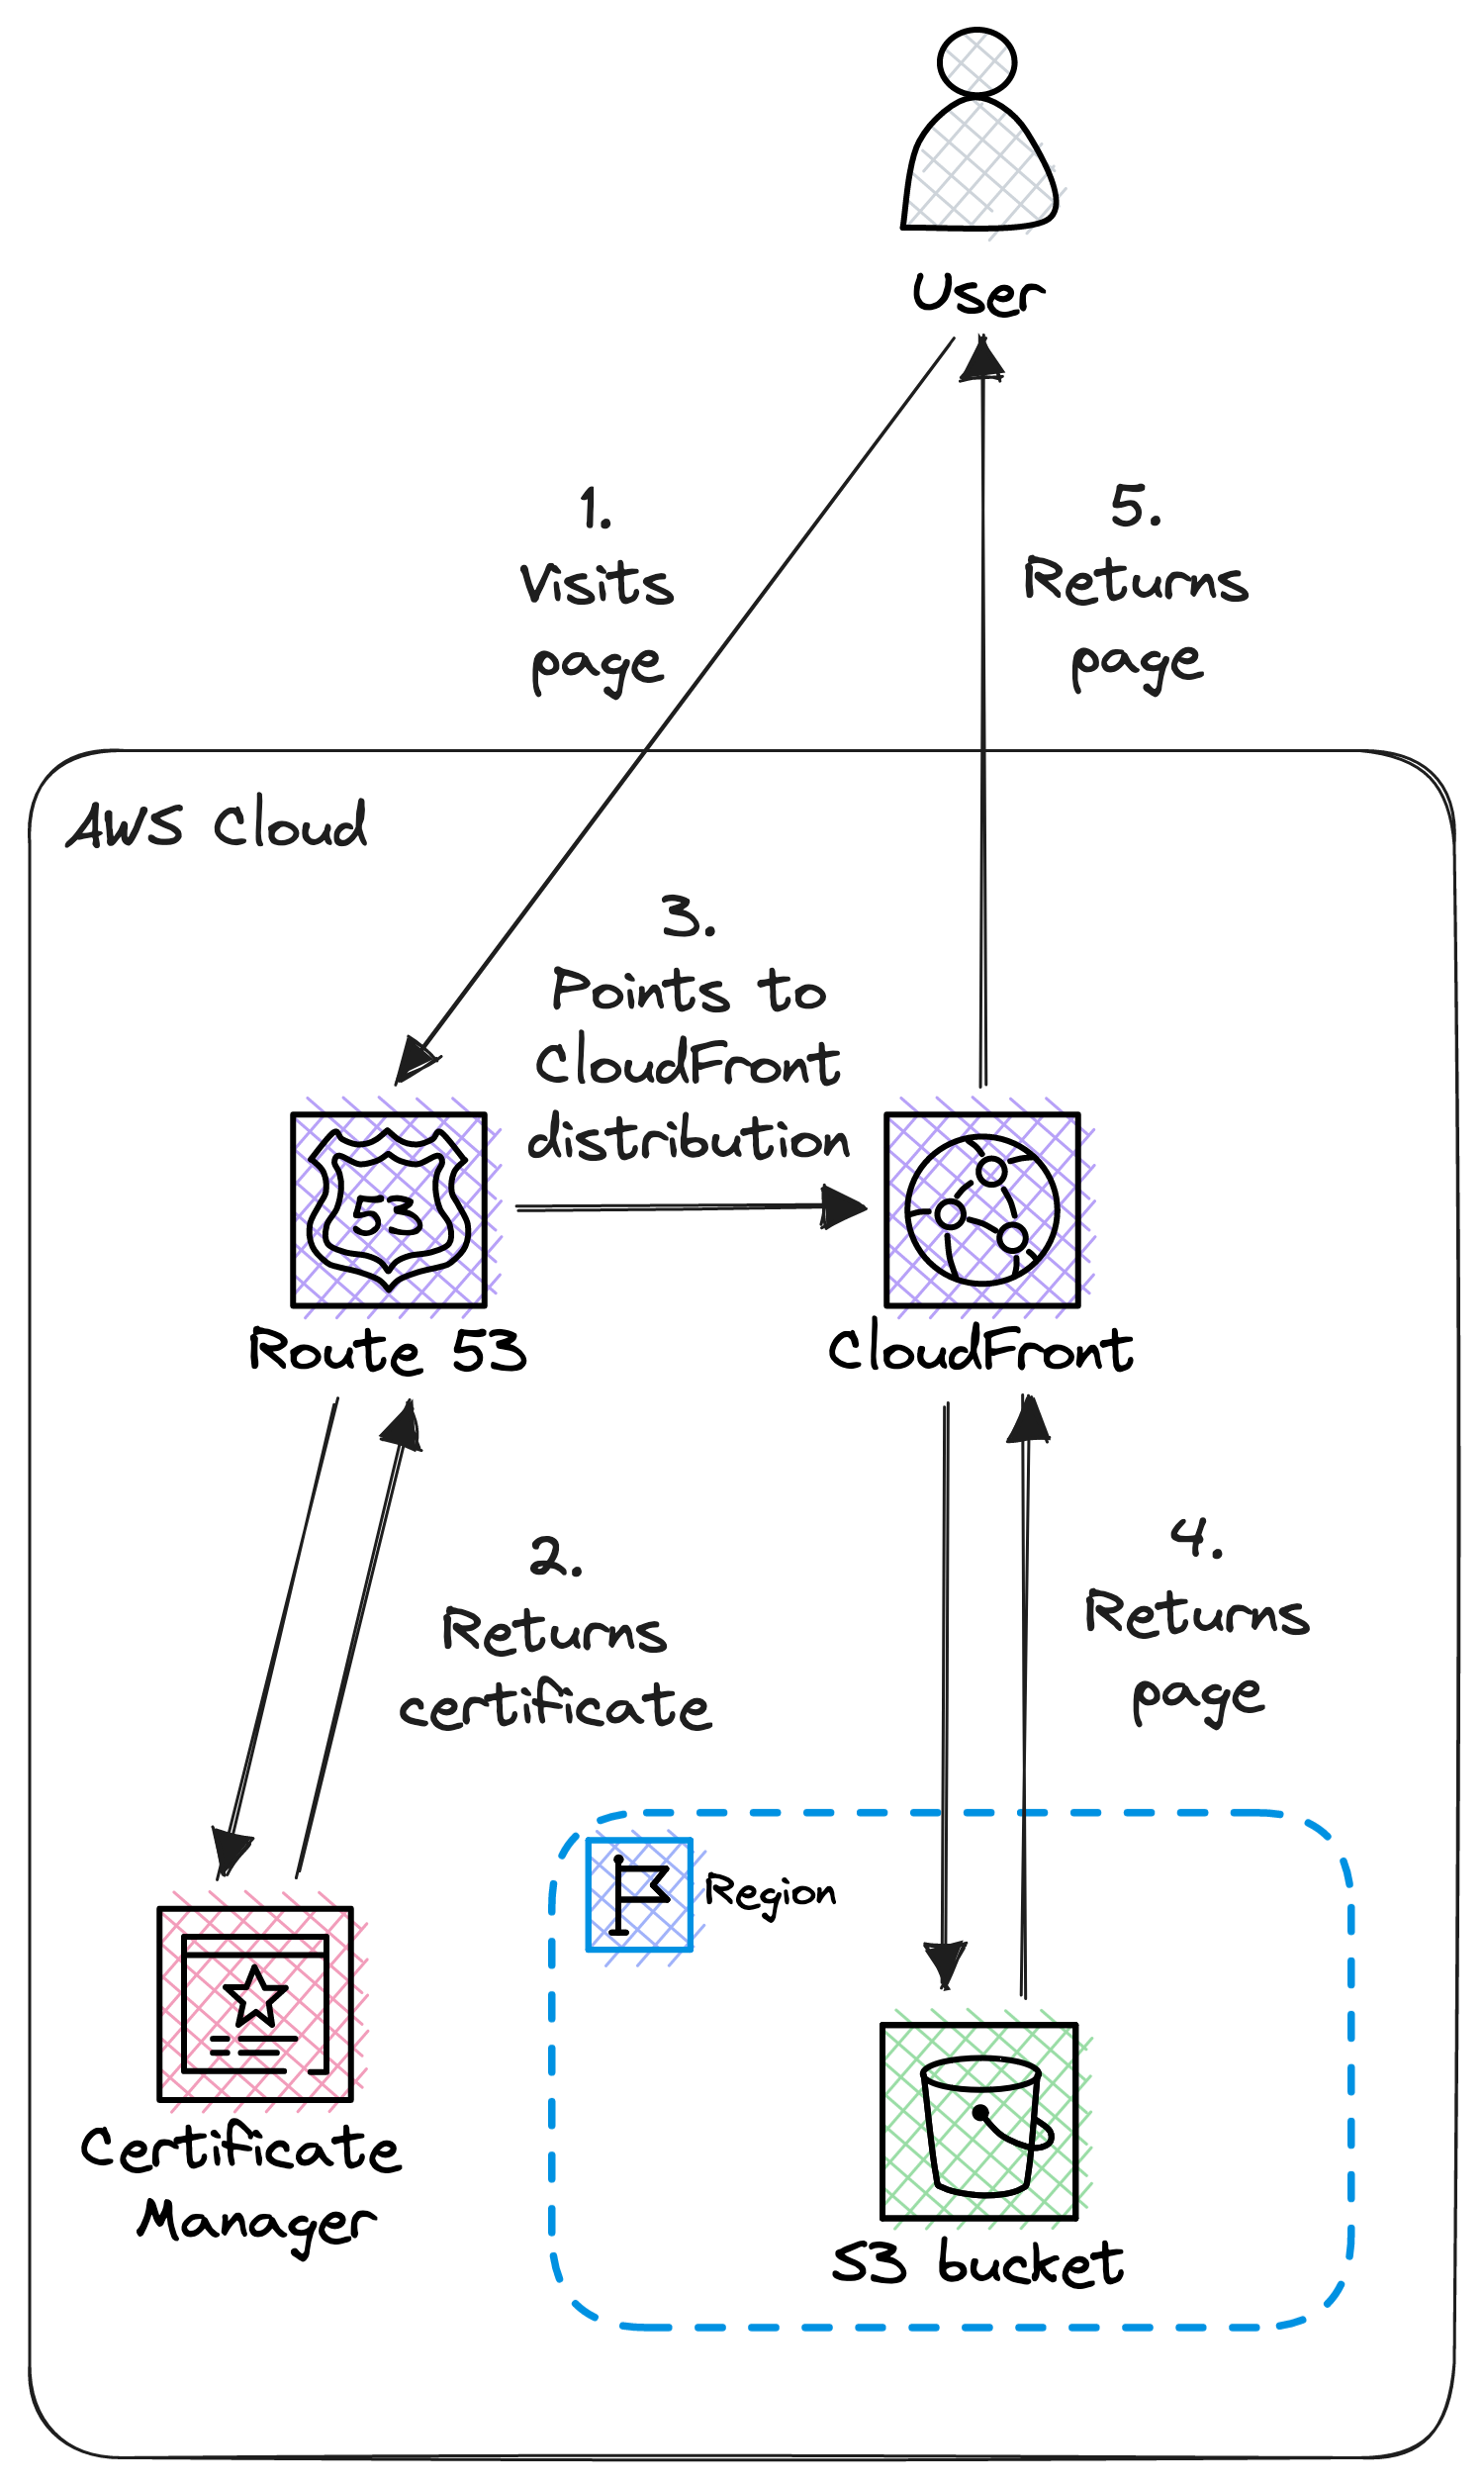 User
1.
Visits
page
5.
Returns
page
AWS Cloud
3.
Points to
CloudFront
distribution
53
Route 53
CloudFront
2.
Returns
certificate
4.
Returns
page
Region
Certificate
Manager
S3 bucket